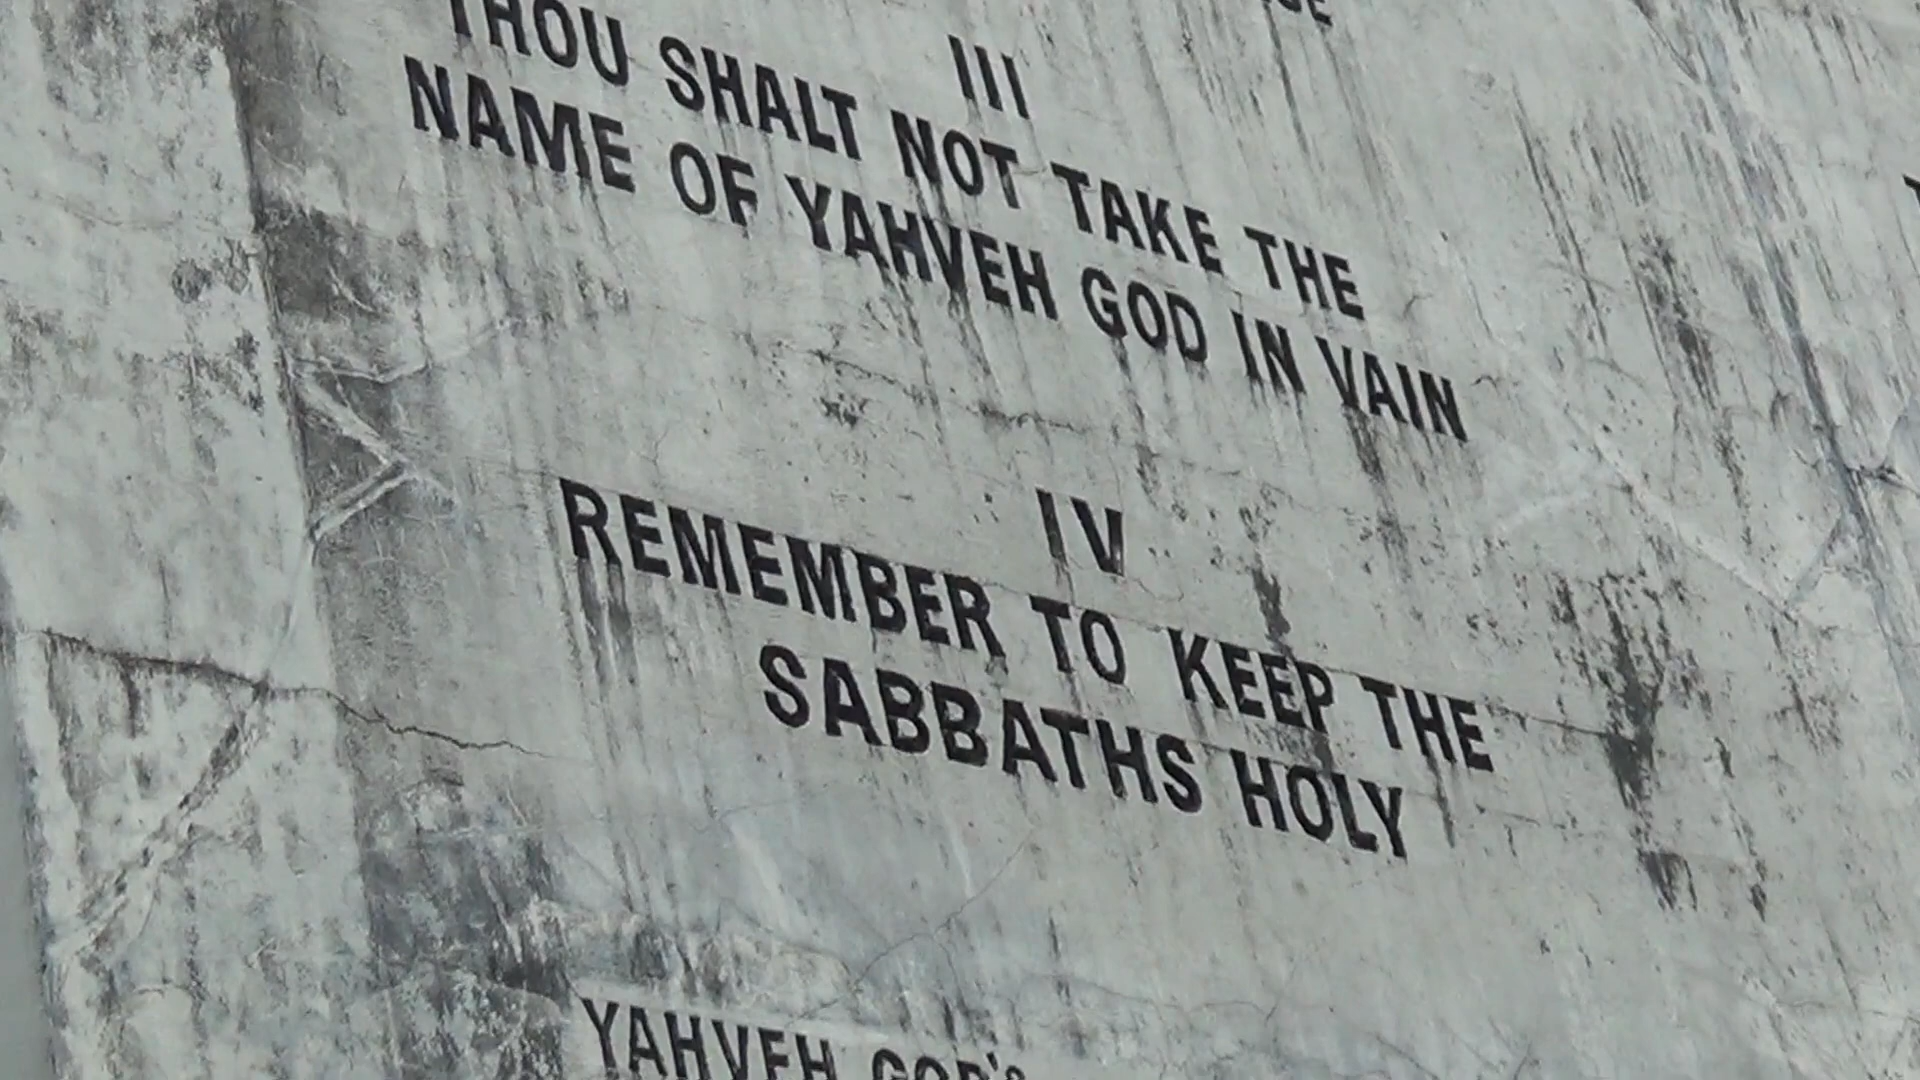 III
THOU SHALT NOT TAKE THE
NAME OF YAHVEH GOD IN VAIN
IV
REMEMBER TO KEEP THE
SABBATHS HOLY
YAHVEH GOD'S